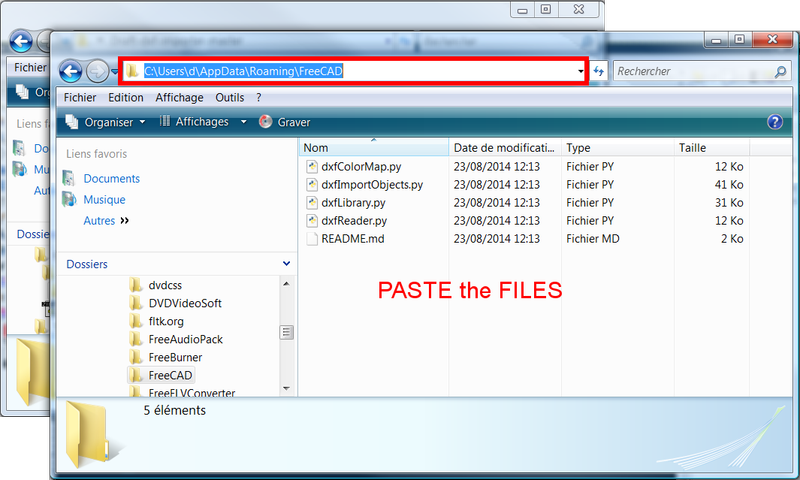 C:\Users\d\AppData\Roaming\FreeCAD
Rechercher
Fichier Edition Affichage Outils ?
Organiser Affichages Graver
Liens favoris
Documents
Musique
Autres
Dossiers
dvdcss
DVDVideoSoft
fltk.org
FreeAudioPack
FreeBurner
FreeCAD
FreeFLVConverter
Nom Date de modificati... Type Taille
dxfColorMap.py 23/08/2014 12:13 Fichier PY 12 Ko
dxfImportObjects.py 23/08/2014 12:13 Fichier PY 41 Ko
dxfLibrary.py 23/08/2014 12:13 Fichier PY 31 Ko
dxfReader.py 23/08/2014 12:13 Fichier PY 12 Ko
README.md 23/08/2014 12:13 Fichier MD 2 Ko
PASTE the FILES
5 éléments
Fichier
Or
Liens favo
Do
Mu
Autr
Dossiers